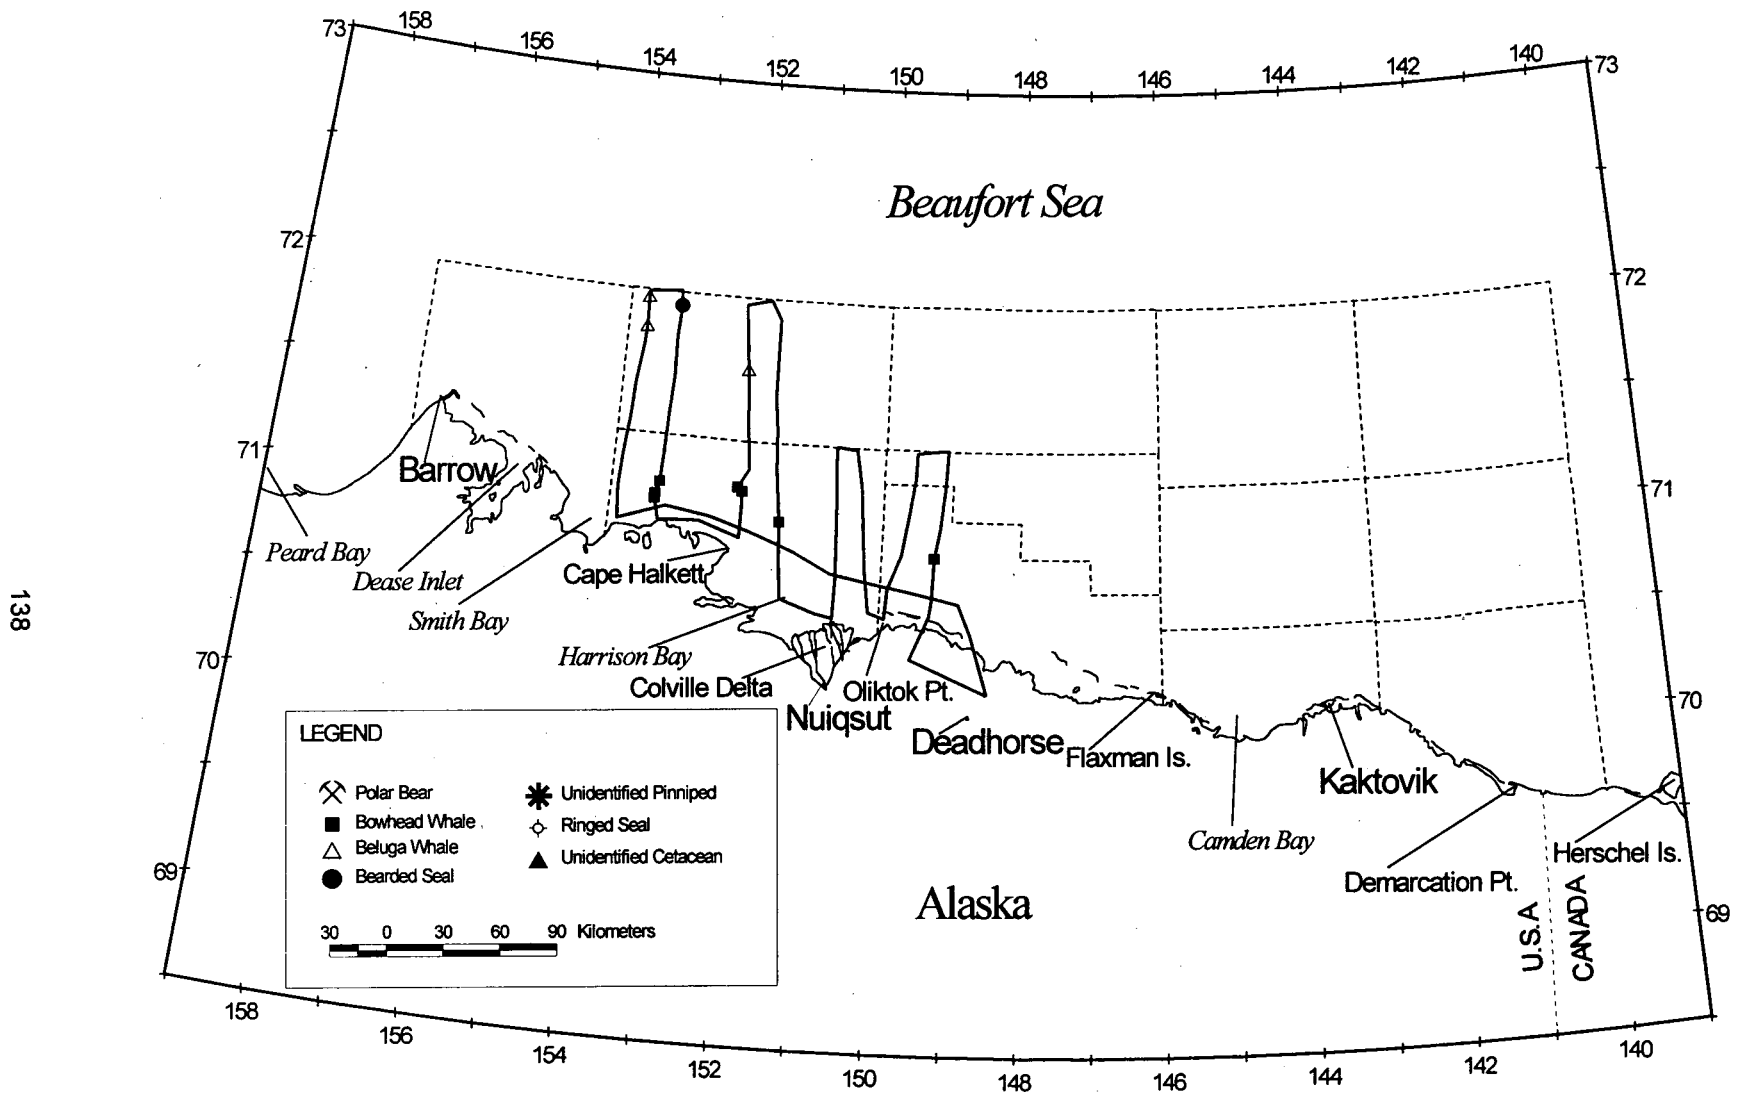 158
156
154
152
150
148
146
144
142
140
73
73
72
72
71
71
70
70
69
69
Beaufort Sea
Barrow
Peard Bay
Dease Inlet
Smith Bay
Cape Halkett
Harrison Bay
Colville Delta
Nuiqsut
Oliktok Pt.
Deadhorse
Flaxman Is.
Kaktovik
Camden Bay
Demarcation Pt.
Herschel Is.
Alaska
U.S.A
CANADA
LEGEND
Polar Bear
Bowhead Whale
Beluga Whale
Bearded Seal
Unidentified Pinniped
Ringed Seal
Unidentified Cetacean
30 0 30 60 90 Kilometers
158
156
154
152
150
148
146
144
142
140
138